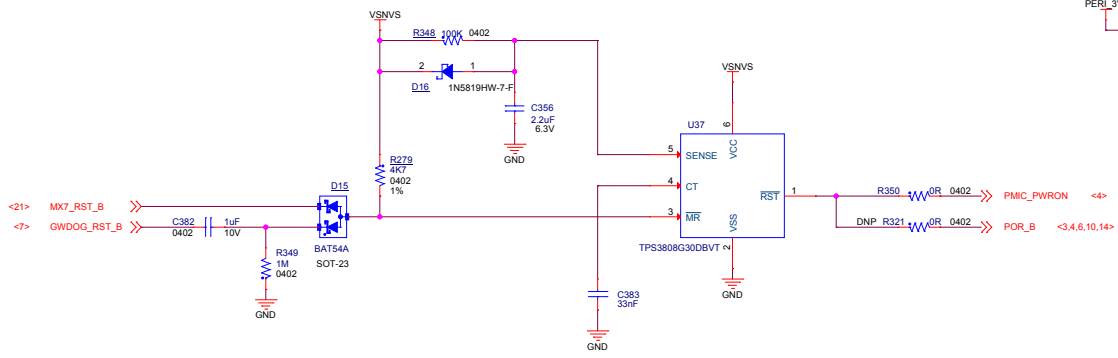 PERI_3
VSNVS
R348 100K 0402
2 1
D16 1N5819HW-7-F
C356
2.2uF
6.3V
GND
VSNVS
U37
6
VCC
5 SENSE
4 CT
3 MR
RST 1
VSS
2
TPS3808G30DBVT
GND
R279
4K7
0402
1%
D15
<21> MX7_RST_B
<7> GWDOG_RST_B
C382 1uF
0402 10V
BAT54A
SOT-23
R349
1M
0402
GND
C383
33nF
GND
R350 0R 0402 PMIC_PWRON <4>
DNP R321 0R 0402 POR_B <3,4,6,10,14>